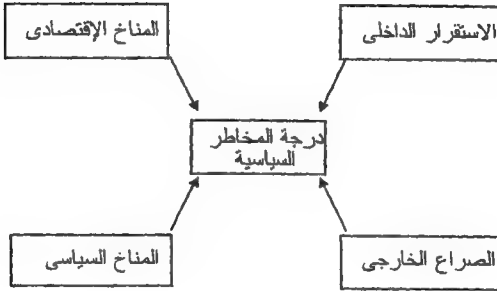 الاستقرار الداخلى
المناخ الإقتصادى
درجة المخاطر
السياسية
الصراع الخارجى
المناخ السياسى